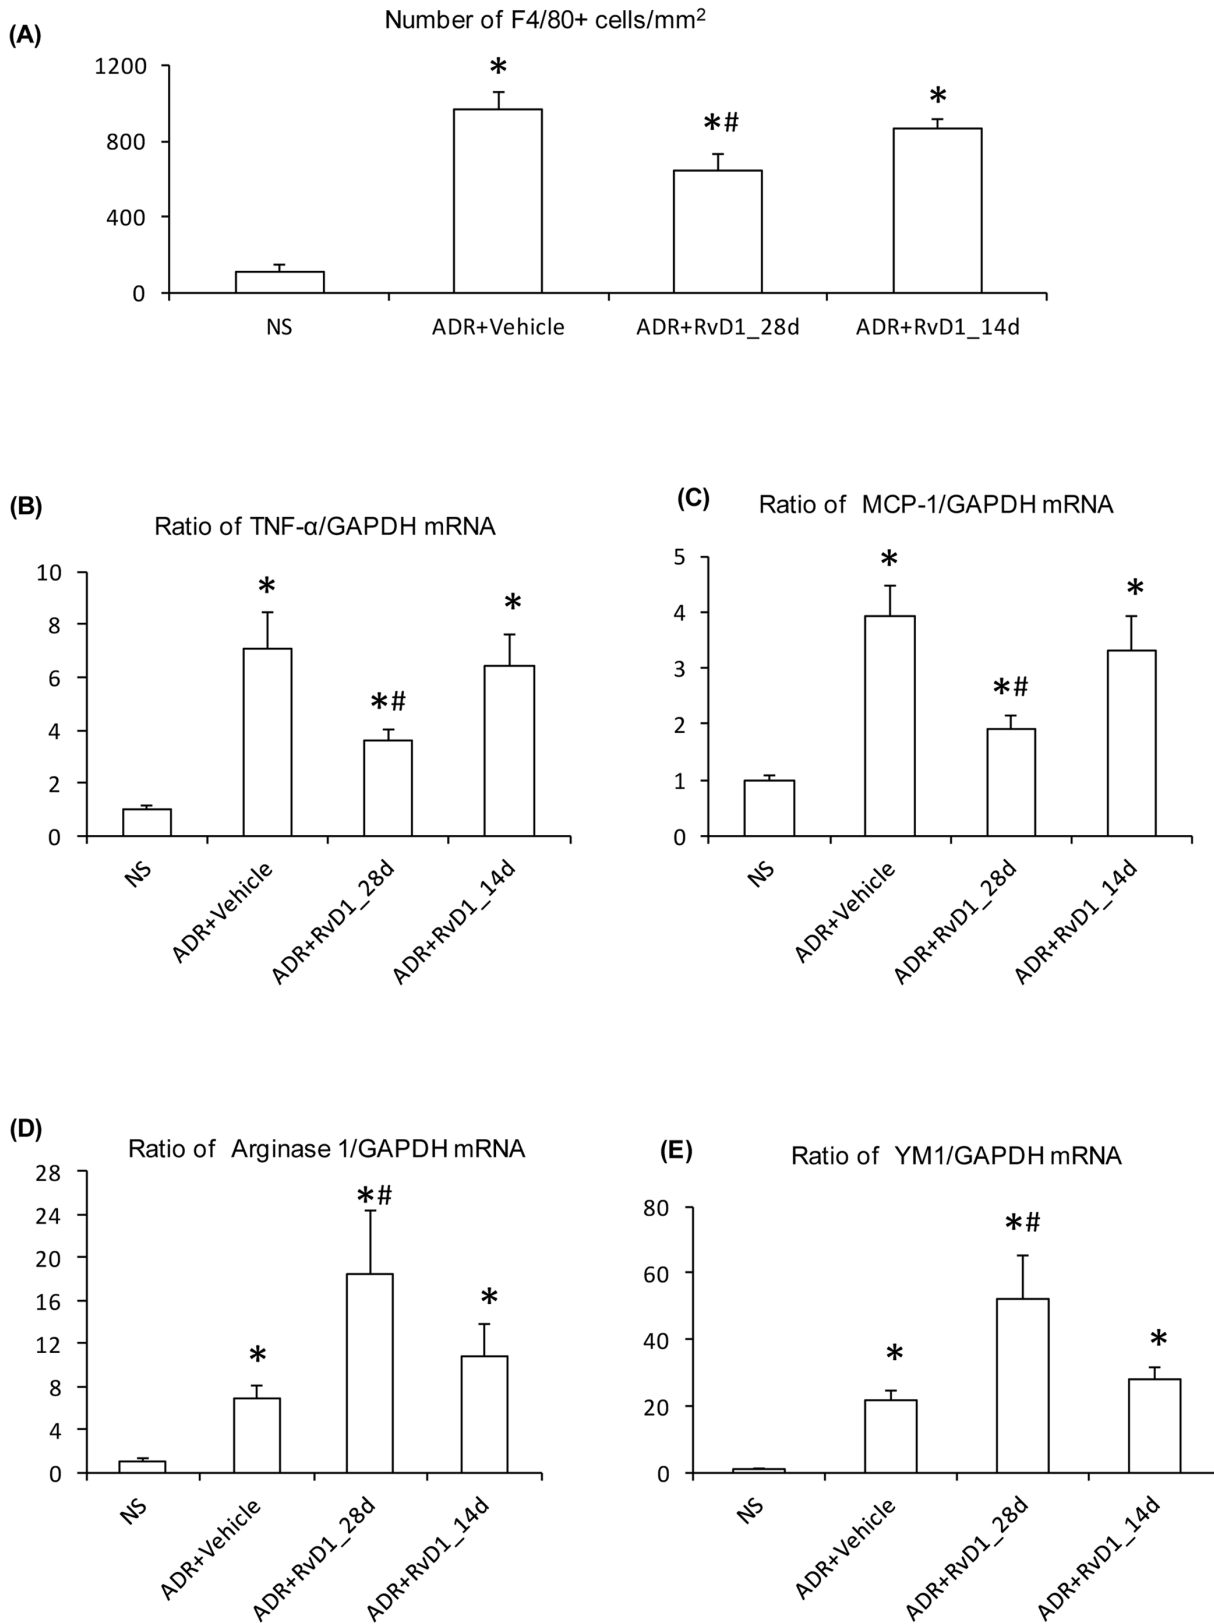 (A)
Number of F4/80+ cells/mm²
1200
800
400
0
*
*#
*
NS
ADR+Vehicle
ADR+RvD1_28d
ADR+RvD1_14d
(B)
Ratio of TNF-α/GAPDH mRNA
10
8
6
4
2
0
*
*#
*
NS
ADR+Vehicle
ADR+RvD1_28d
ADR+RvD1_14d
(C)
Ratio of MCP-1/GAPDH mRNA
5
4
3
2
1
0
*
*#
*
NS
ADR+Vehicle
ADR+RvD1_28d
ADR+RvD1_14d
(D)
Ratio of Arginase 1/GAPDH mRNA
28
24
20
16
12
8
4
0
*
*#
*
NS
ADR+Vehicle
ADR+RvD1_28d
ADR+RvD1_14d
(E)
Ratio of YM1/GAPDH mRNA
80
60
40
20
0
*
*#
*
NS
ADR+Vehicle
ADR+RvD1_28d
ADR+RvD1_14d